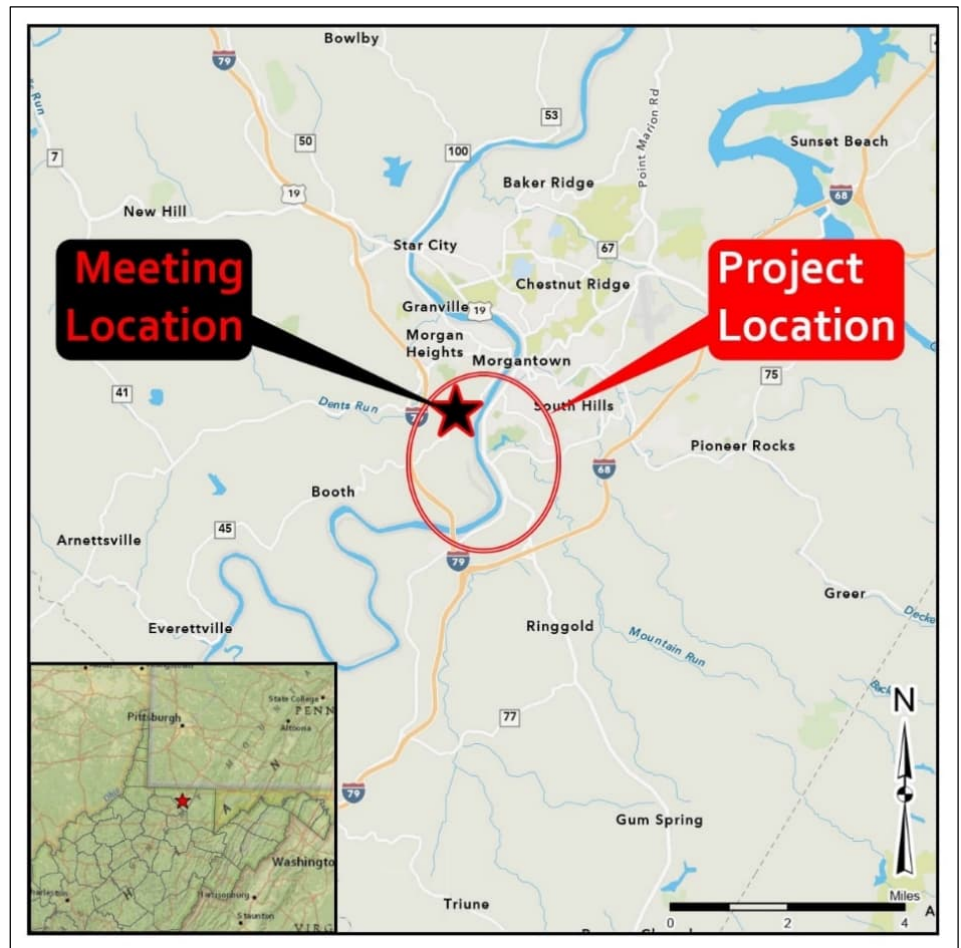 Bowlby
79
53
50
100
7
Point Marion Rd
Sunset Beach
Baker Ridge
68
19
New Hill
67
Star City
Meeting
Location
Project
Location
Chestnut Ridge
Granville
19
Morgan
Heights
Morgantown
75
41
Dents Run
South Hills
Pioneer Rocks
68
Booth
45
Arnettsville
79
Greer
Everettville
Ringgold
Mountain Run
N
77
Pittsburgh
State College
PENN
Altoona
79
Gum Spring
Washington
Harrisonburg
Staunton
VIRG
Triune
Miles
0
2
4